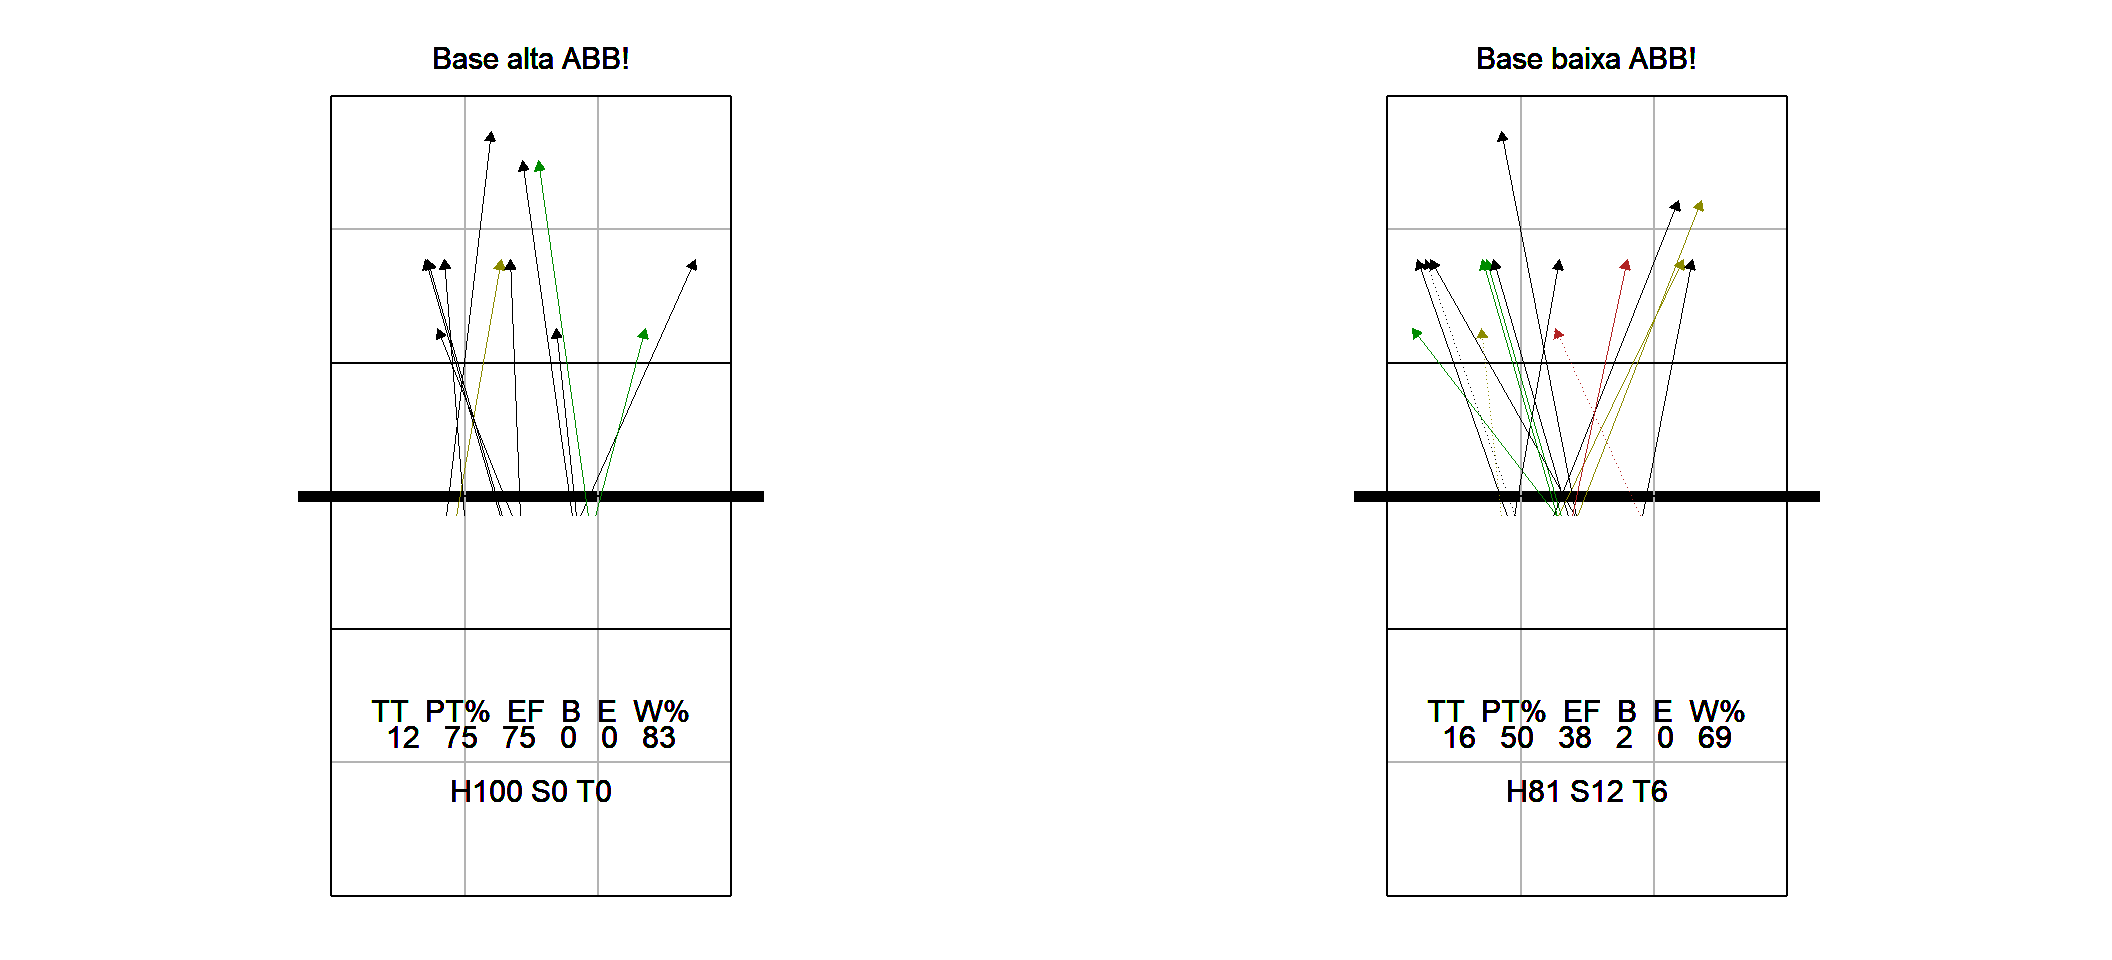 Base alta ABB!
TT PT% EF B E W%
12 75 75 0 0 83
H100 S0 T0
Base baixa ABB!
TT PT% EF B E W%
16 50 38 2 0 69
H81 S12 T6